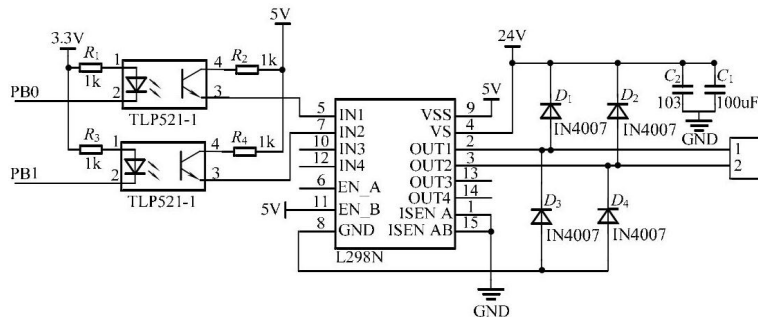 3.3V
R1
1k
1
2
TLP521-1
4
3
R2
1k
5V
PB0
R3
1k
1
2
TLP521-1
4
3
R4
1k
PB1
5 IN1
7 IN2
10 IN3
12 IN4
6 EN_A
5V 11 EN_B
8 GND
VSS 9 5V
VS 4
OUT1 2
OUT2 3
OUT3 13
OUT4 14
ISEN A 1
ISEN AB 15
L298N
24V
D1
IN4007
D2
IN4007
C2
103
C1
100uF
GND
1
2
D3
IN4007
D4
IN4007
GND